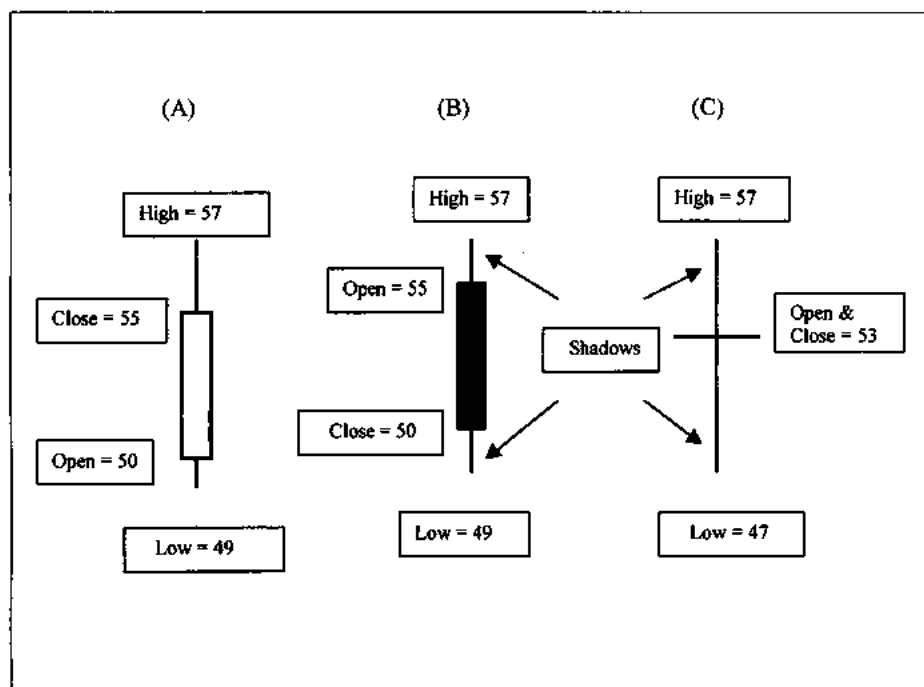 (A)
(B)
(C)
High = 57
High = 57
High = 57
Open = 55
Close = 55
Open &
Close = 53
Shadows
Close = 50
Open = 50
Low = 49
Low = 49
Low = 47